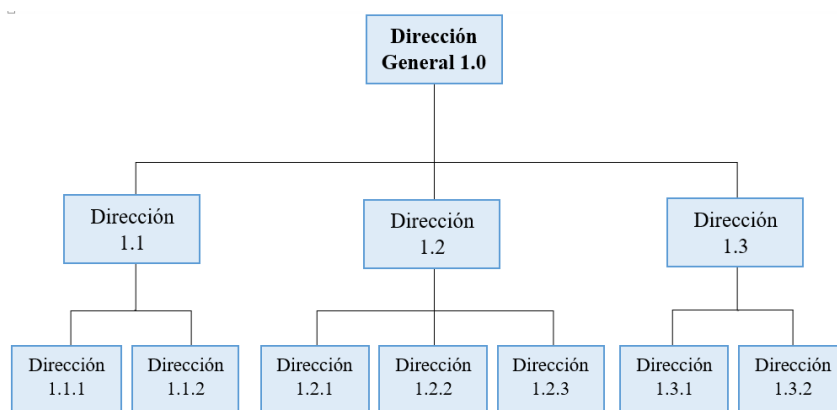 Dirección
General 1.0
Dirección
1.1
Dirección
1.2
Dirección
1.3
Dirección
1.1.1
Dirección
1.1.2
Dirección
1.2.1
Dirección
1.2.2
Dirección
1.2.3
Dirección
1.3.1
Dirección
1.3.2